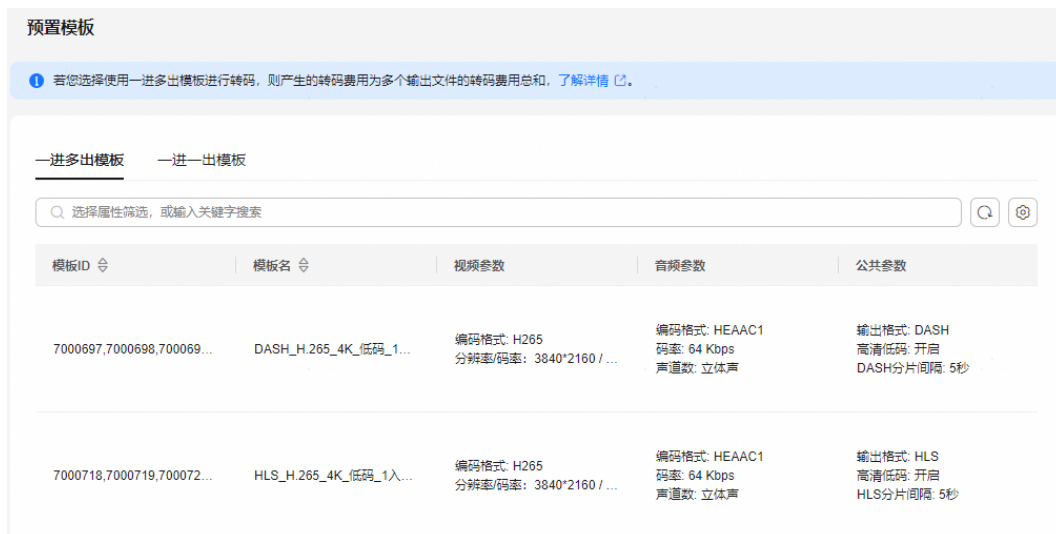 预置模板
若您选择使用一进多出模板进行转码，则产生的转码费用为多个输出文件的转码费用总和，了解详情。
一进多出模板 一进一出模板
选择属性筛选，或输入关键字搜索
模板ID 模板名 视频参数 音频参数 公共参数
7000697,7000698,700069... DASH_H.265_4K_低码_1... 编码格式: H265
分辨率/码率：3840*2160 / ...
编码格式: HEAAC1
码率: 64 Kbps
声道数: 立体声
输出格式: DASH
高清低码: 开启
DASH分片间隔: 5秒
7000718,7000719,700072... HLS_H.265_4K_低码_1入... 编码格式: H265
分辨率/码率：3840*2160 / ...
编码格式: HEAAC1
码率: 64 Kbps
声道数: 立体声
输出格式: HLS
高清低码: 开启
HLS分片间隔: 5秒